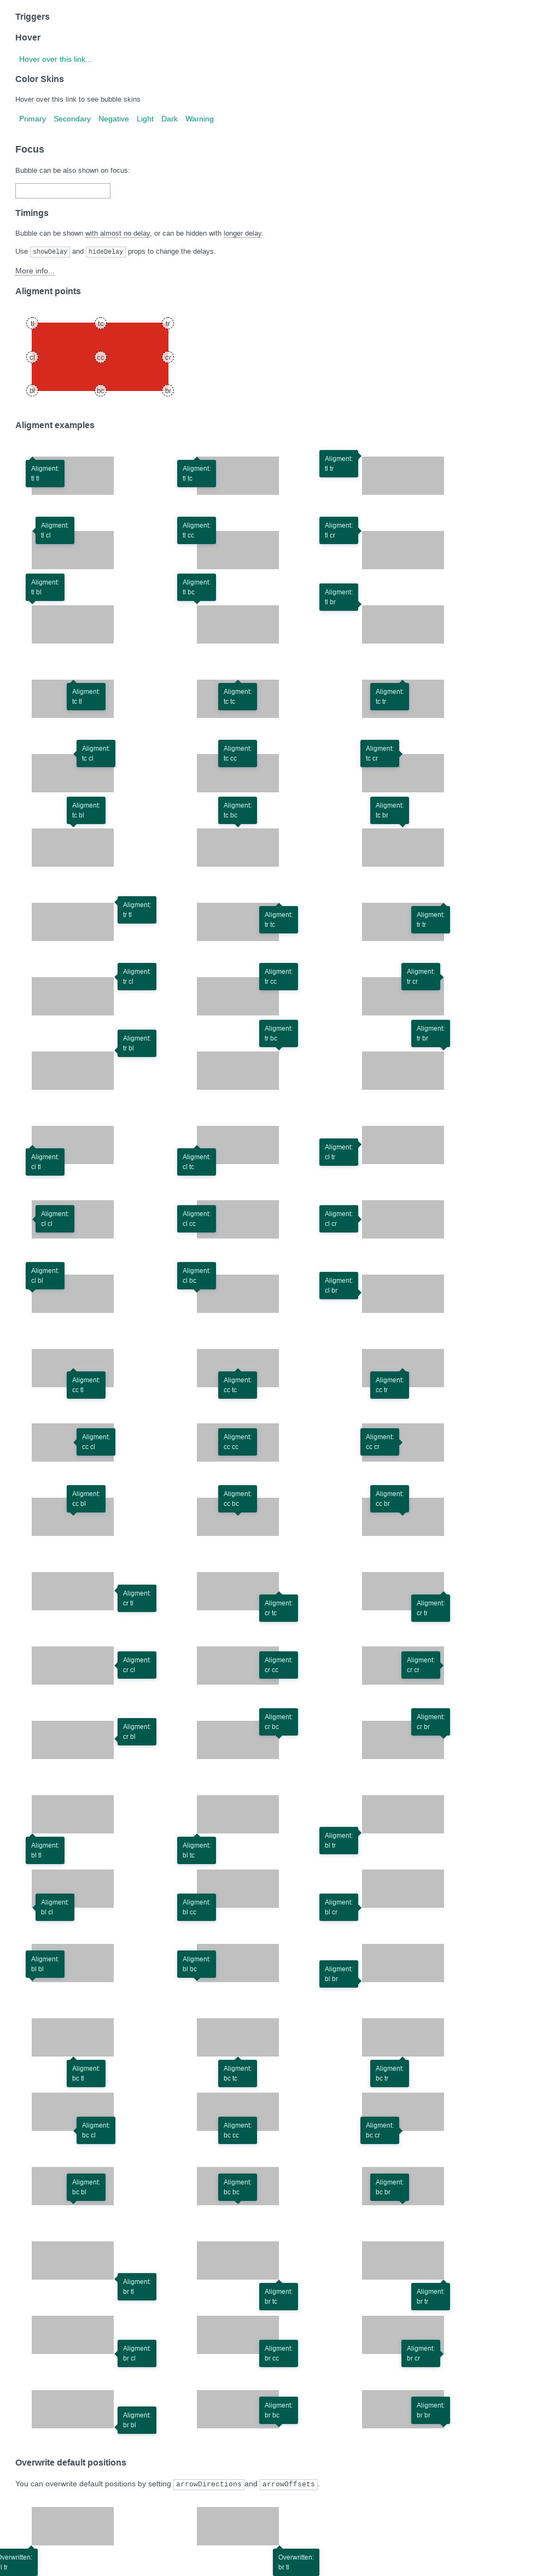 Triggers
Hover
Hover over this link...
Color Skins
Hover over this link to see bubble skins
Primary Secondary Negative Light Dark Warning
Focus
Bubble can be also shown on focus:
Timings
Bubble can be shown with almost no delay, or can be hidden with longer delay.
Use showDelay and hideDelay props to change the delays.
More info...
Aligment points
tl tc tr
cl cc cr
bl bc br
Aligment examples
Aligment: Aligment: Aligment:
tl tl tl tc tl tr
Aligment: Aligment: Aligment:
tl cl tl cc tl cr
Aligment: Aligment: Aligment:
tl bl tl bc tl br
Aligment: Aligment: Aligment:
tc tl tc tc tc tr
Aligment: Aligment: Aligment:
tc cl tc cc tc cr
Aligment: Aligment: Aligment:
tc bl tc bc tc br
Aligment: Aligment: Aligment:
tr tl tr tc tr tr
Aligment: Aligment: Aligment:
tr cl tr cc tr cr
Aligment: Aligment: Aligment:
tr bl tr bc tr br
Aligment: Aligment: Aligment:
cl tl cl tc cl tr
Aligment: Aligment: Aligment:
cl cl cl cc cl cr
Aligment: Aligment: Aligment:
cl bl cl bc cl br
Aligment: Aligment: Aligment:
cc tl cc tc cc tr
Aligment: Aligment: Aligment:
cc cl cc cc cc cr
Aligment: Aligment: Aligment:
cc bl cc bc cc br
Aligment: Aligment: Aligment:
cr tl cr tc cr tr
Aligment: Aligment: Aligment:
cr cl cr cc cr cr
Aligment: Aligment: Aligment:
cr bl cr bc cr br
Aligment: Aligment: Aligment:
bl tl bl tc bl tr
Aligment: Aligment: Aligment:
bl cl bl cc bl cr
Aligment: Aligment: Aligment:
bl bl bl bc bl br
Aligment: Aligment: Aligment:
bc tl bc tc bc tr
Aligment: Aligment: Aligment:
bc cl bc cc bc cr
Aligment: Aligment: Aligment:
bc bl bc bc bc br
Aligment: Aligment: Aligment:
br tl br tc br tr
Aligment: Aligment: Aligment:
br cl br cc br cr
Aligment: Aligment: Aligment:
br bl br bc br br
Overwrite default positions
You can overwrite default positions by setting arrowDirections and arrowOffsets.
Overwritten: Overwritten:
l tr br tl